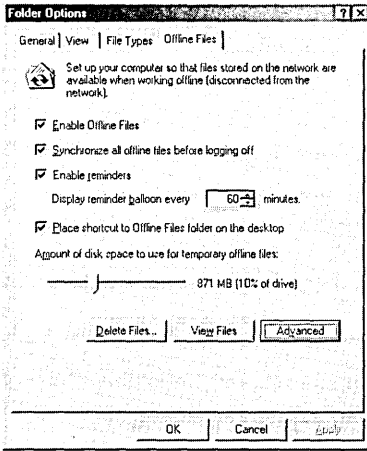 Folder Options
General View File Types Offline Files
Set up your computer so that files stored on the network are
available when working offline (disconnected from the
network).
Enable Offline Files
Synchronize all offline files before logging off
Enable reminders
Display reminder balloon every 60 minutes.
Place shortcut to Offline Files folder on the desktop
Amount of disk space to use for temporary offline files:
871 MB (10% of drive)
Delete Files... View Files Advanced
OK Cancel Apply